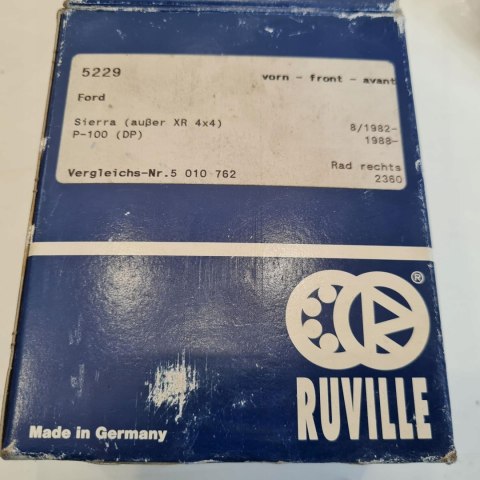 5229 vorn - front - avant
Ford
Sierra (außer XR 4x4) 8/1982-
P-100 (DP) 1988-
Rad rechts
Vergleichs-Nr.5 010 762 2360
®
RUVILLE
Made in Germany